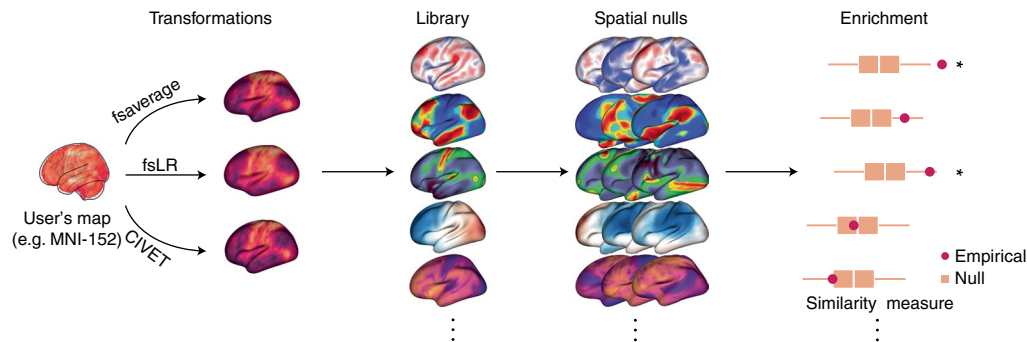 Transformations
Library
Spatial nulls
Enrichment
fsaverage
fsLR
CIVET
User's map
(e.g. MNI-152)
*
*
Empirical
Null
Similarity measure